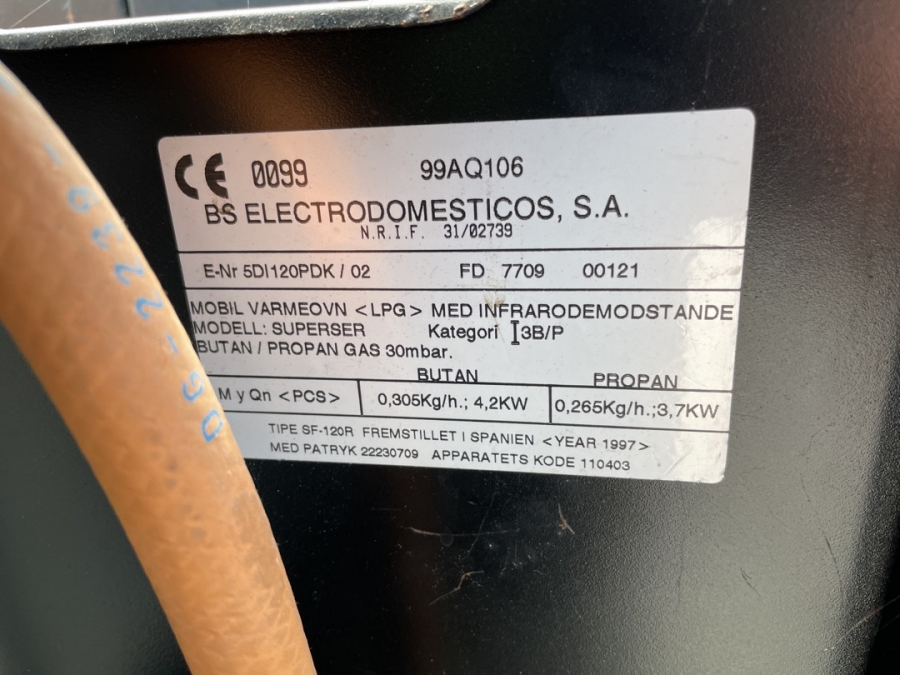 CE 0099 99AQ106
BS ELECTRODOMESTICOS, S.A.
N.R.I.F. 31/02739
E-Nr 5DI120PDK / 02 FD 7709 00121
MOBIL VARMEOVN <LPG> MED INFRARODEMODSTANDE
MODELL: SUPERSER Kategori I3B/P
BUTAN / PROPAN GAS 30mbar.
BUTAN PROPAN
M y Qn <PCS> 0,305Kg/h.; 4,2KW 0,265Kg/h.;3,7KW
TIPE SF-120R FREMSTILLET I SPANIEN <YEAR 1997>
MED PATRYK 22230709 APPARATETS KODE 110403